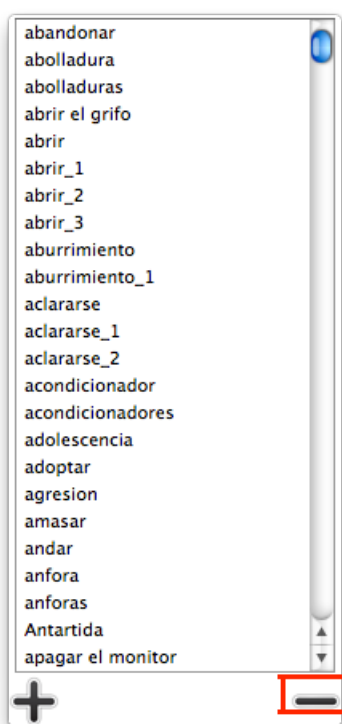 abandonar
abolladura
abolladuras
abrir el grifo
abrir
abrir_1
abrir_2
abrir_3
aburrimiento
aburrimiento_1
aclararse
aclararse_1
aclararse_2
acondicionador
acondicionadores
adolescencia
adoptar
agresion
amasar
andar
anfora
anforas
Antartida
apagar el monitor